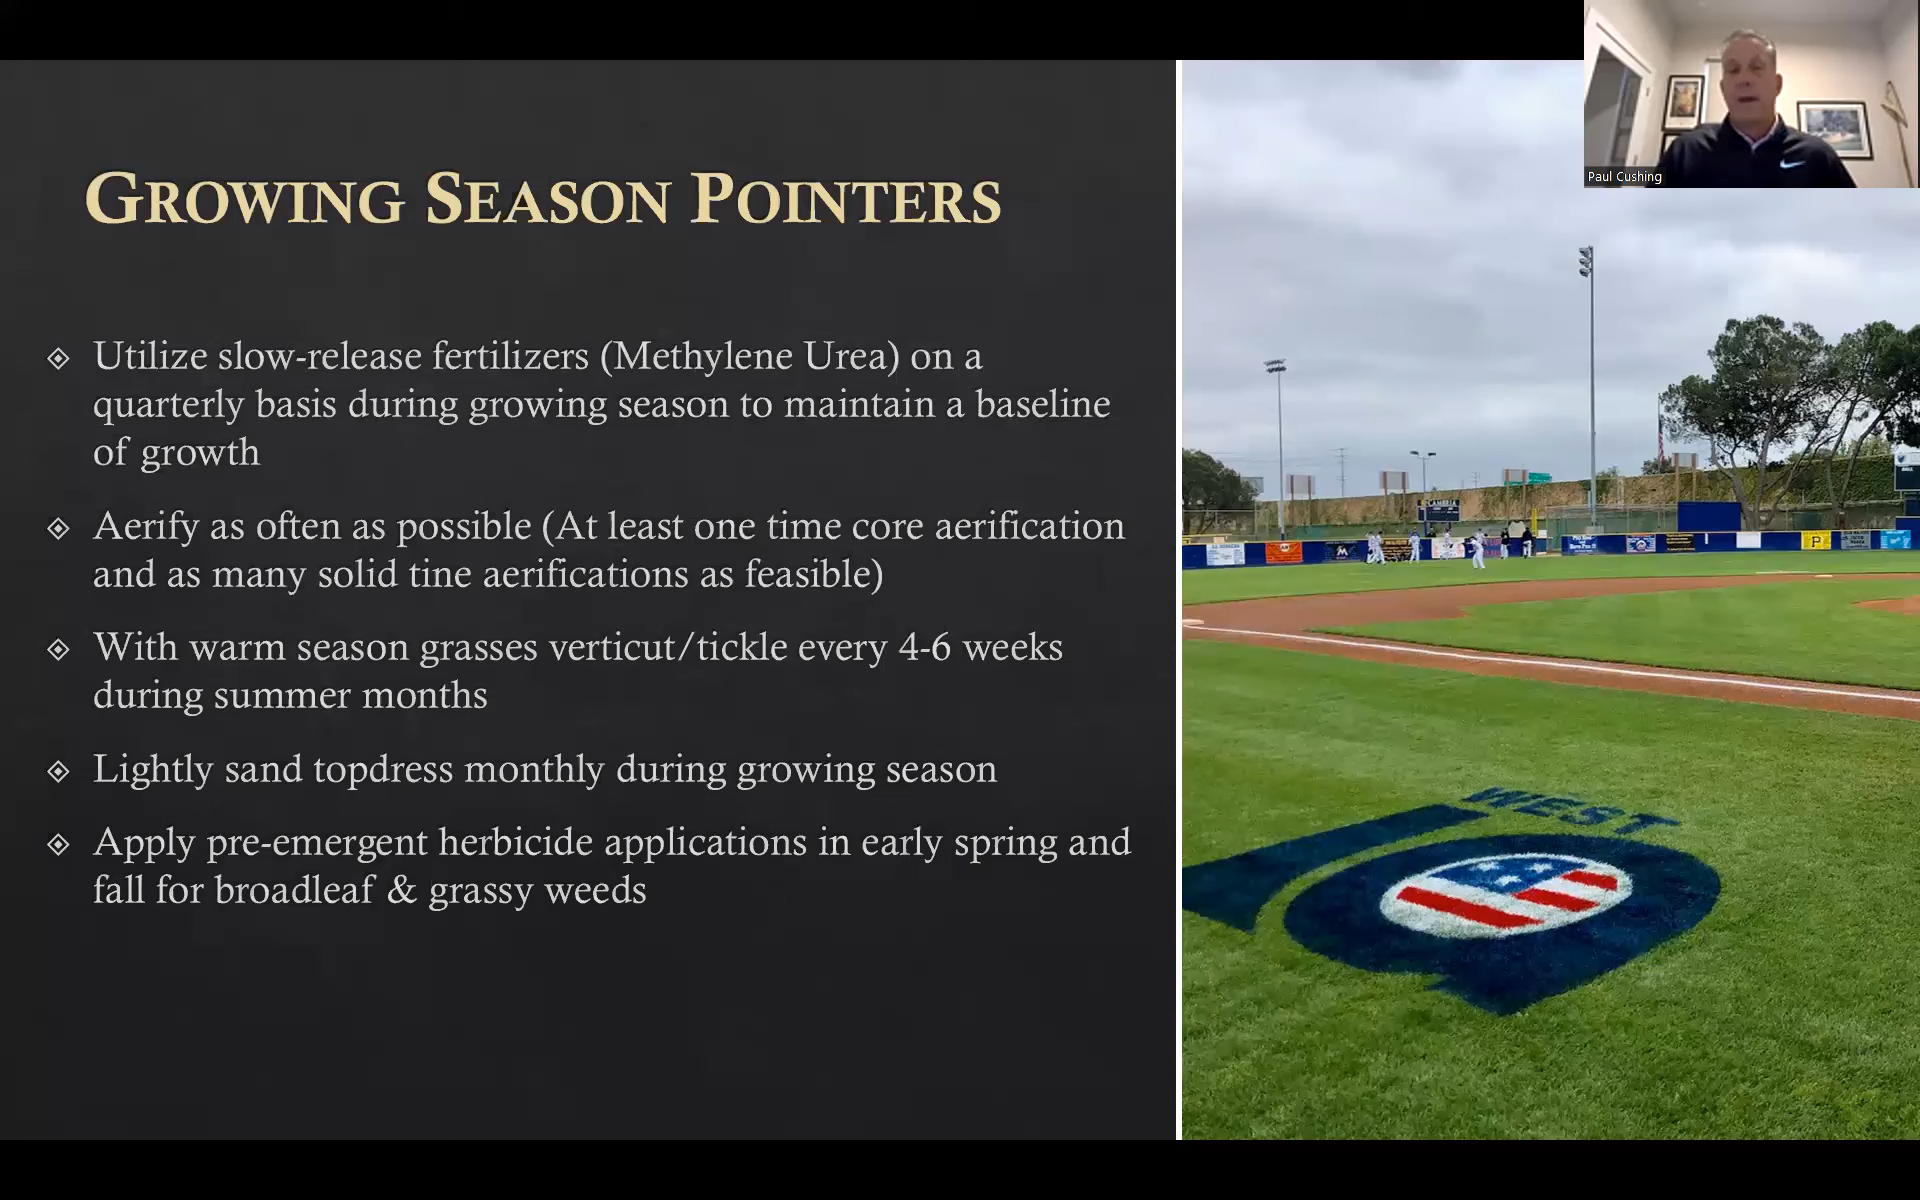 Paul Cushing
GROWING SEASON POINTERS
Utilize slow-release fertilizers (Methylene Urea) on a
quarterly basis during growing season to maintain a baseline
of growth
Aerify as often as possible (At least one time core aerification
and as many solid tine aerifications as feasible)
With warm season grasses verticut/tickle every 4-6 weeks
during summer months
Lightly sand topdress monthly during growing season
Apply pre-emergent herbicide applications in early spring and
fall for broadleaf & grassy weeds
WEST
P